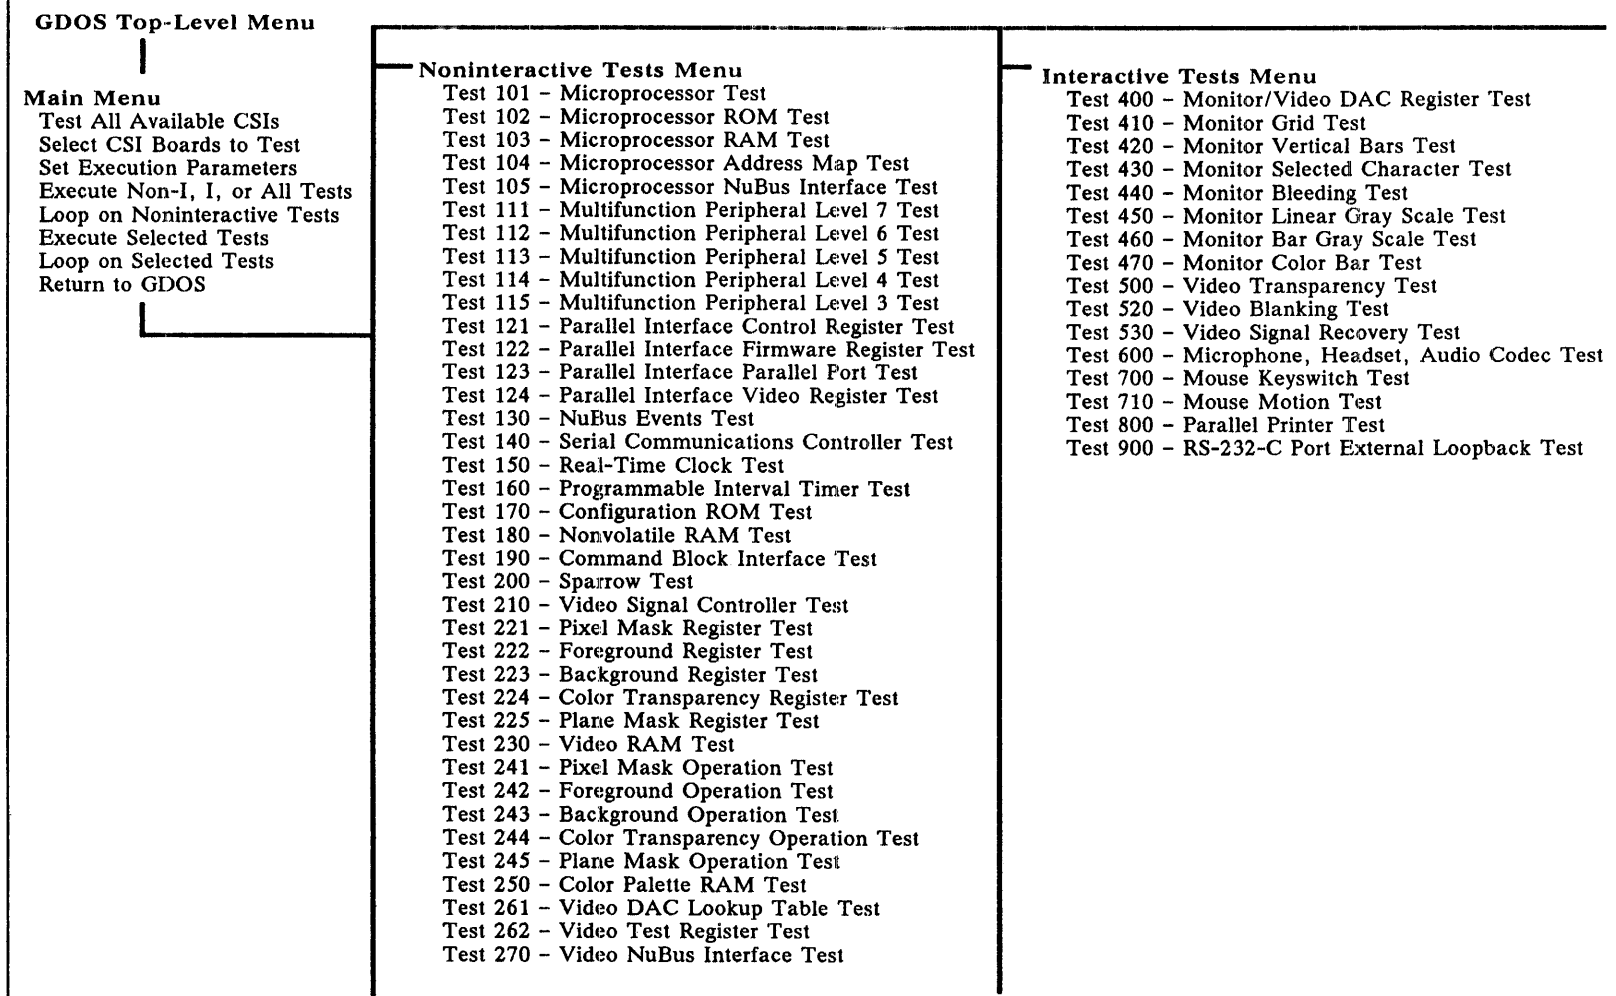 GDOS Top-Level Menu
Main Menu
Test All Available CSIs
Select CSI Boards to Test
Set Execution Parameters
Execute Non-I, I, or All Tests
Loop on Noninteractive Tests
Execute Selected Tests
Loop on Selected Tests
Return to GDOS
Noninteractive Tests Menu
Test 101 – Microprocessor Test
Test 102 – Microprocessor ROM Test
Test 103 – Microprocessor RAM Test
Test 104 – Microprocessor Address Map Test
Test 105 – Microprocessor NuBus Interface Test
Test 111 – Multifunction Peripheral Level 7 Test
Test 112 – Multifunction Peripheral Level 6 Test
Test 113 – Multifunction Peripheral Level 5 Test
Test 114 – Multifunction Peripheral Level 4 Test
Test 115 – Multifunction Peripheral Level 3 Test
Test 121 – Parallel Interface Control Register Test
Test 122 – Parallel Interface Firmware Register Test
Test 123 – Parallel Interface Parallel Port Test
Test 124 – Parallel Interface Video Register Test
Test 130 – NuBus Events Test
Test 140 – Serial Communications Controller Test
Test 150 – Real-Time Clock Test
Test 160 – Programmable Interval Timer Test
Test 170 – Configuration ROM Test
Test 180 – Nonvolatile RAM Test
Test 190 – Command Block Interface Test
Test 200 – Sparrow Test
Test 210 – Video Signal Controller Test
Test 221 – Pixel Mask Register Test
Test 222 – Foreground Register Test
Test 223 – Background Register Test
Test 224 – Color Transparency Register Test
Test 225 – Plane Mask Register Test
Test 230 – Video RAM Test
Test 241 – Pixel Mask Operation Test
Test 242 – Foreground Operation Test
Test 243 – Background Operation Test
Test 244 – Color Transparency Operation Test
Test 245 – Plane Mask Operation Test
Test 250 – Color Palette RAM Test
Test 261 – Video DAC Lookup Table Test
Test 262 – Video Test Register Test
Test 270 – Video NuBus Interface Test
Interactive Tests Menu
Test 400 – Monitor/Video DAC Register Test
Test 410 – Monitor Grid Test
Test 420 – Monitor Vertical Bars Test
Test 430 – Monitor Selected Character Test
Test 440 – Monitor Bleeding Test
Test 450 – Monitor Linear Gray Scale Test
Test 460 – Monitor Bar Gray Scale Test
Test 470 – Monitor Color Bar Test
Test 500 – Video Transparency Test
Test 520 – Video Blanking Test
Test 530 – Video Signal Recovery Test
Test 600 – Microphone, Headset, Audio Codec Test
Test 700 – Mouse Keyswitch Test
Test 710 – Mouse Motion Test
Test 800 – Parallel Printer Test
Test 900 – RS-232-C Port External Loopback Test